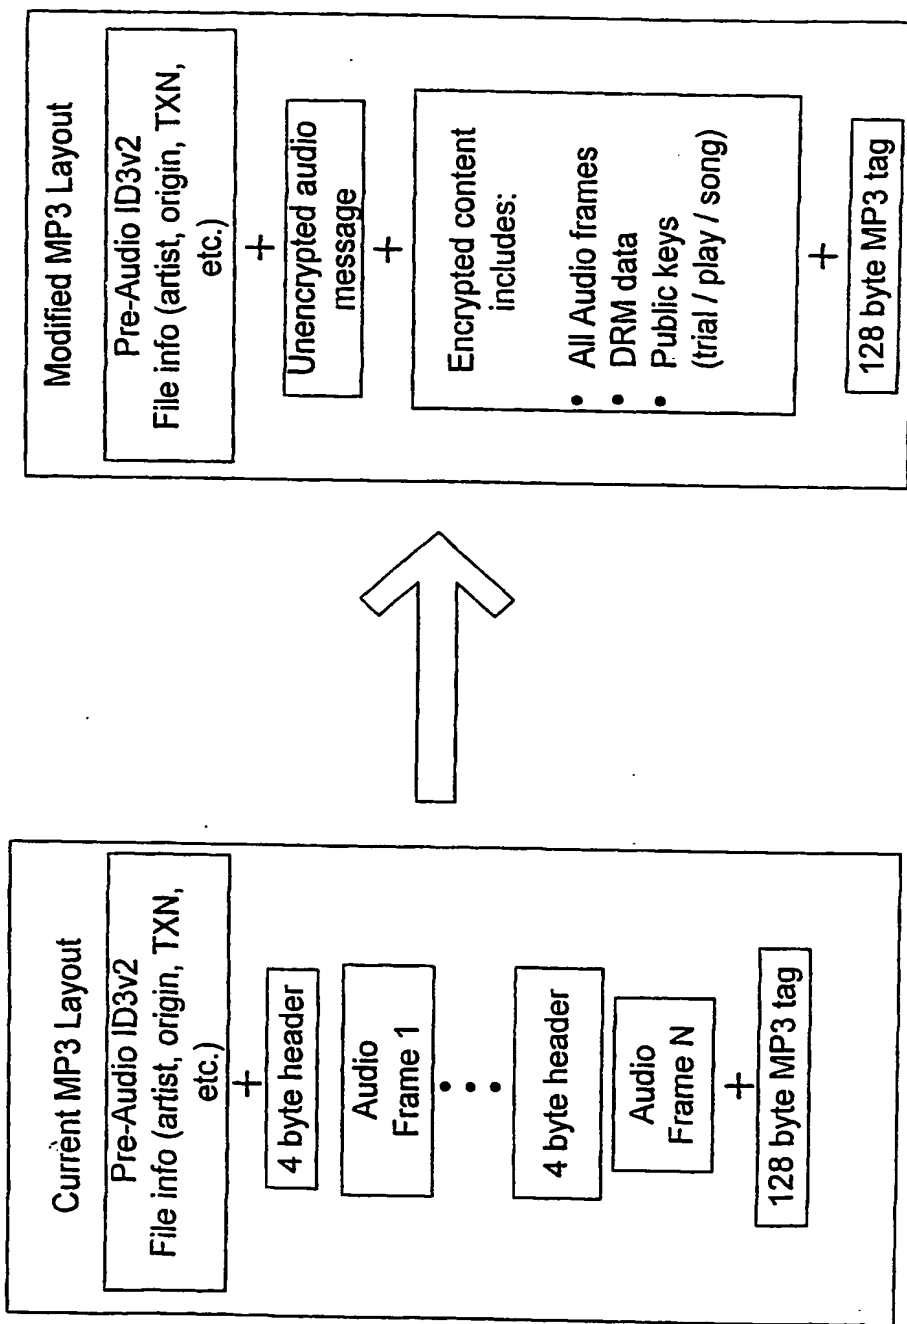 Current MP3 Layout
Pre-Audio ID3v2
File info (artist, origin, TXN,
etc.)
+
4 byte header
Audio
Frame 1
• • •
4 byte header
Audio
Frame N
+
128 byte MP3 tag
Modified MP3 Layout
Pre-Audio ID3v2
File info (artist, origin, TXN,
etc.)
+
Unencrypted audio
message
+
Encrypted content
includes:
• All Audio frames
• DRM data
• Public keys
(trial / play / song)
+
128 byte MP3 tag